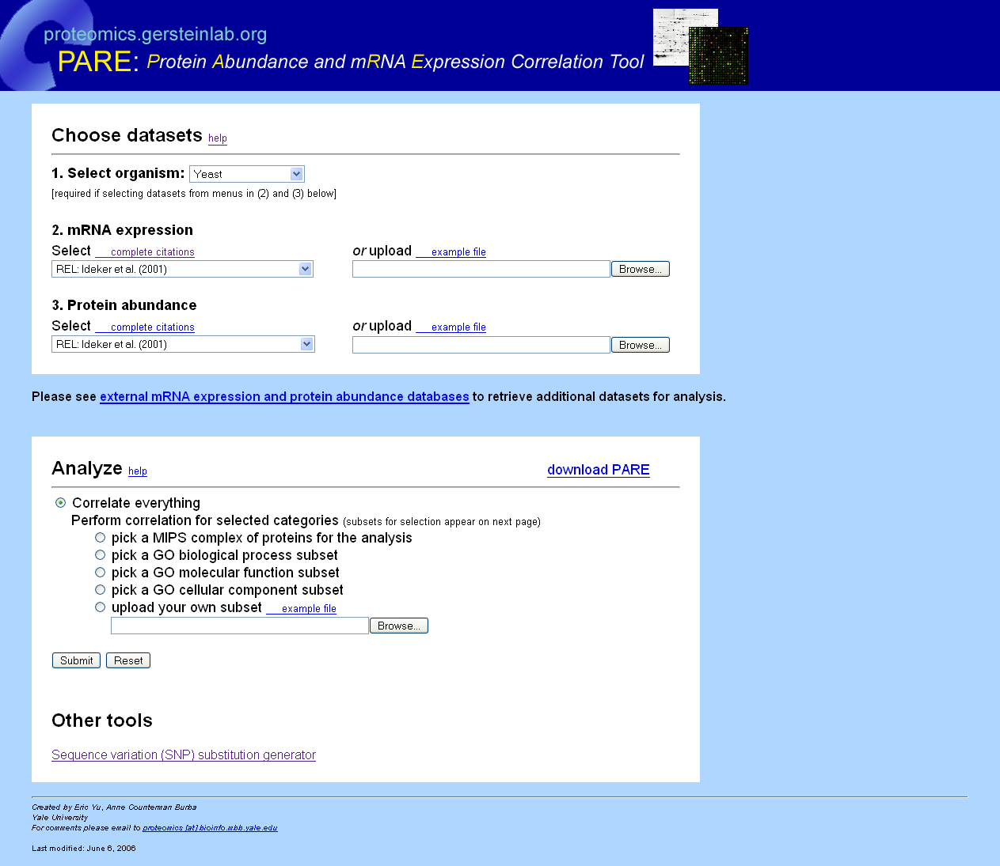 proteomics.gersteinlab.org
PARE: Protein Abundance and mRNA Expression Correlation Tool
Choose datasets help
1. Select organism: Yeast
[required if selecting datasets from menus in (2) and (3) below]
2. mRNA expression
Select complete citations or upload example file
REL: Ideker et al. (2001) Browse...
3. Protein abundance
Select complete citations or upload example file
REL: Ideker et al. (2001) Browse...
Please see external mRNA expression and protein abundance databases to retrieve additional datasets for analysis.
Analyze help download PARE
Correlate everything
Perform correlation for selected categories (subsets for selection appear on next page)
pick a MIPS complex of proteins for the analysis
pick a GO biological process subset
pick a GO molecular function subset
pick a GO cellular component subset
upload your own subset example file
Browse...
Submit Reset
Other tools
Sequence variation (SNP) substitution generator
Created by Eric Yu, Anne Counterman Burba
Yale University
For comments please email to proteomics [at] bioinfo.mbb.yale.edu
Last modified: June 6, 2006